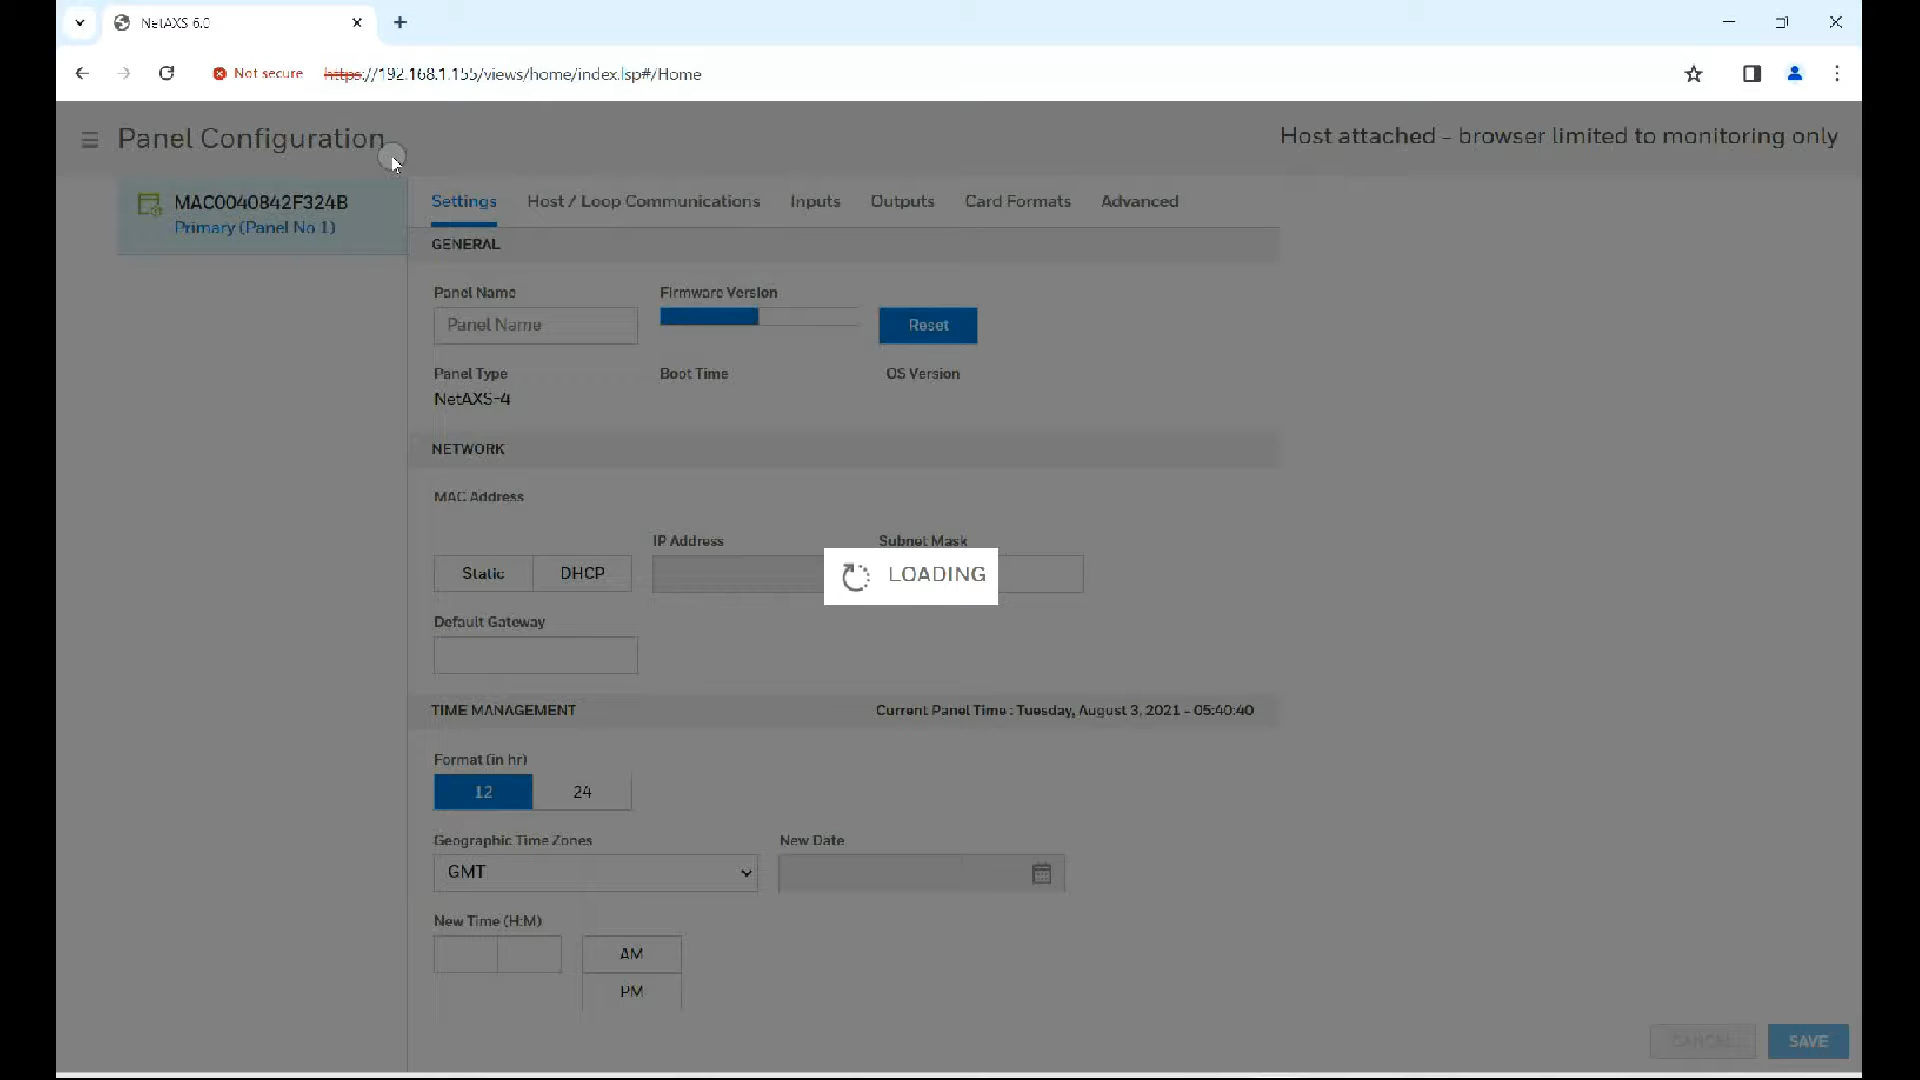 NetAXS 6.0
Not secure
https://192.168.1.155/views/home/index.lsp#/Home
Panel Configuration
Host attached - browser limited to monitoring only
MAC0040842F324B
Primary (Panel No 1)
Settings
Host / Loop Communications
Inputs
Outputs
Card Formats
Advanced
GENERAL
Panel Name
Firmware Version
Panel Name
Reset
Panel Type
Boot Time
OS Version
NetAXS-4
NETWORK
MAC Address
IP Address
Subnet Mask
Static
DHCP
LOADING
Default Gateway
TIME MANAGEMENT
Current Panel Time : Tuesday, August 3, 2021 - 05:40:40
Format (in hr)
12
24
Geographic Time Zones
New Date
GMT
New Time (H:M)
AM
PM
CANCEL
SAVE